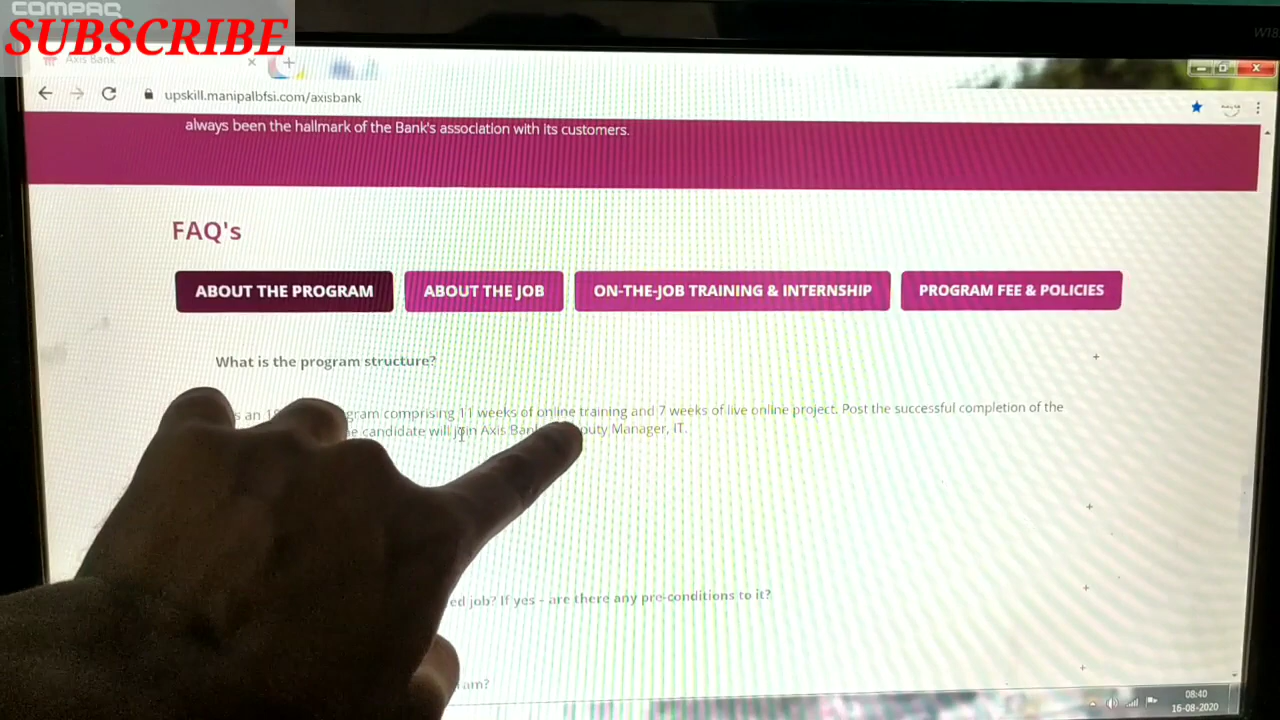 COMPAQ
SUBSCRIBE
W18
Axis Bank
upskill.manipalbfsi.com/axisbank
always been the hallmark of the Bank's association with its customers.
FAQ's
ABOUT THE PROGRAM
ABOUT THE JOB
ON-THE-JOB TRAINING & INTERNSHIP
PROGRAM FEE & POLICIES
What is the program structure?
an comprising 11 weeks of online training and 7 weeks of live online project. Post the successful completion of the
candidate will join Axis Bank Manager, IT.
job? If yes - are there any pre-conditions to it?
08:40
16-08-2020